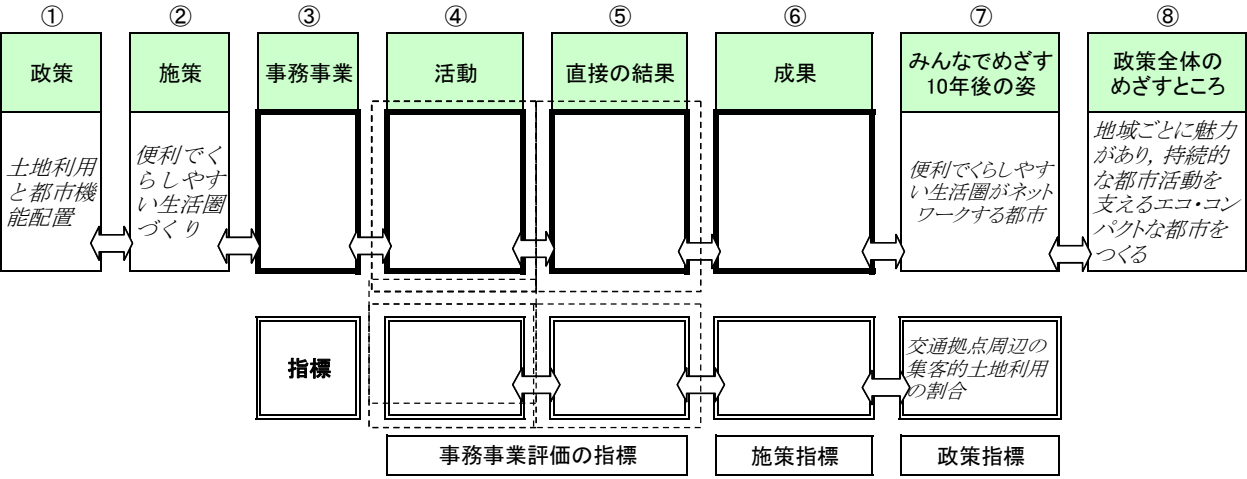 ①
②
③
④
⑤
⑥
⑦
⑧
政策
施策
事務事業
活動
直接の結果
成果
みんなでめざす
10年後の姿
政策全体の
めざすところ
土地利用
と都市機
能配置
便利でく
らしやす
い生活圏
づくり
便利でくらしやす
い生活圏がネット
ワークする都市
地域ごとに魅力
があり，持続的
な都市活動を
支えるエコ・コン
パクトな都市を
つくる
指標
交通拠点周辺の
集客的土地利用
の割合
事務事業評価の指標
施策指標
政策指標